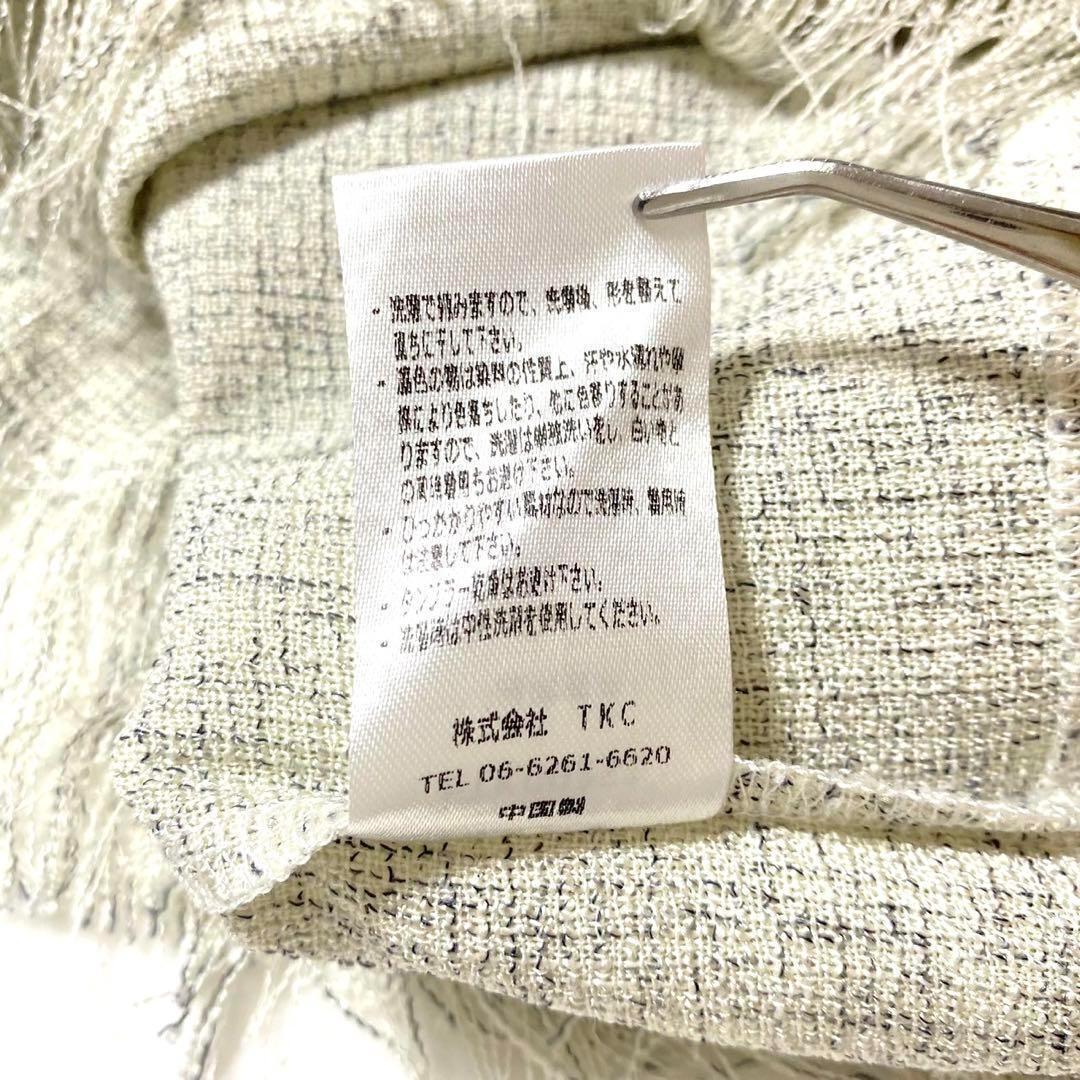 ・洗濯で縮みますので、洗濯後、形を整えて
直ちに干して下さい。
・濃色の物は染料の性質上、汗や水濡れや摩
擦により色落ちしたり、他に色移りすることがあ
りますので、洗濯は単独洗いをし、白い物と
の重ね着用もお避け下さい。
・ひっかかりやすい素材なので洗濯時、着用時
は注意して下さい。
・タンブラー乾燥はお避け下さい。
・洗濯時は中性洗剤を使用してください。
株式会社 TKC
TEL 06-6261-6620
中国製